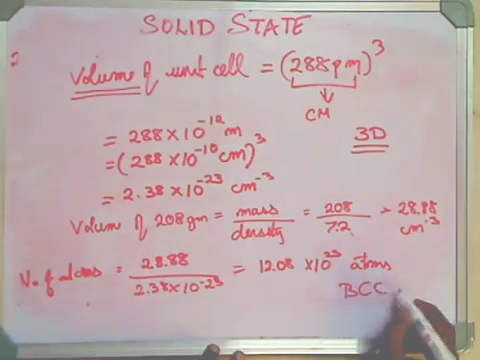 SOLID STATE
Volume of unit cell = (288pm)³
CM
= 288×10⁻¹² m
3D
= (288 ×10⁻¹⁰ cm)³
= 2.38 ×10⁻²³ cm⁻³
Volume of 208 gm = mass/density = 208/7.2 = 28.88 cm⁻³
No. of atoms = 28.88/2.38×10⁻²³ = 12.08 ×10²³ atoms
BCC